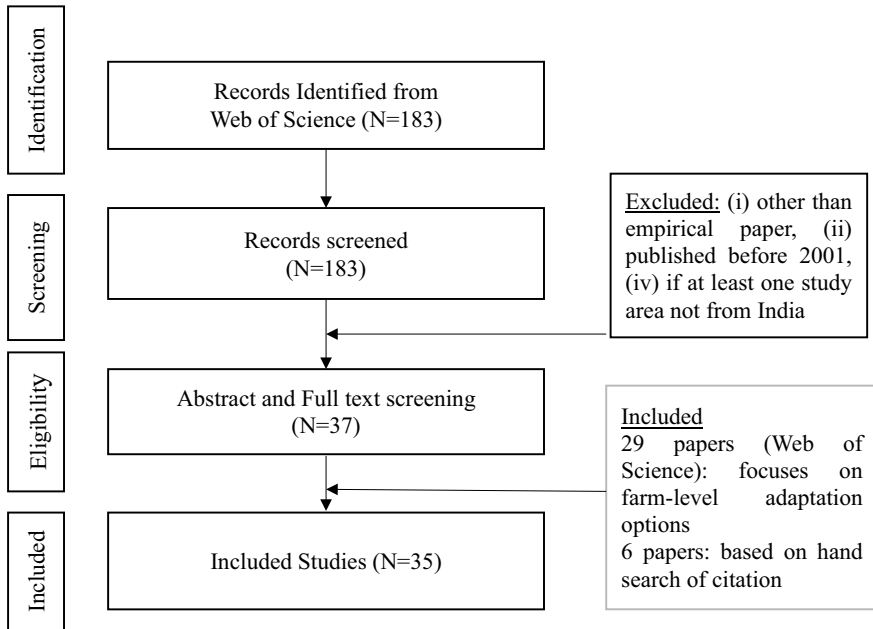 Identification
Records Identified from
Web of Science (N=183)
Screening
Records screened
(N=183)
Excluded: (i) other than
empirical paper, (ii)
published before 2001,
(iv) if at least one study
area not from India
Eligibility
Abstract and Full text screening
(N=37)
Included
29 papers (Web of
Science): focuses on
farm-level adaptation
options
6 papers: based on hand
search of citation
Included
Included Studies (N=35)